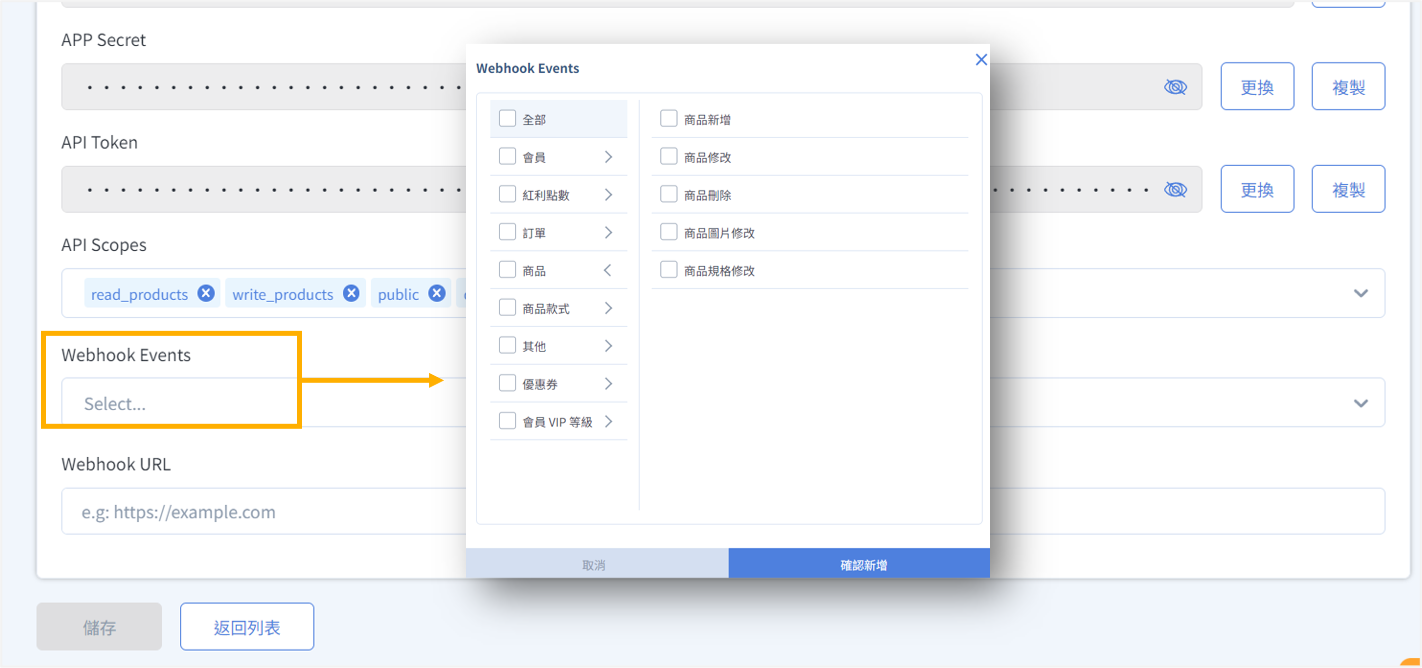 APP Secret
更換
複製
API Token
更換
複製
API Scopes
read_products
write_products
public
Webhook Events
Select...
Webhook URL
e.g: https://example.com
儲存
返回列表
Webhook Events
全部
會員
紅利點數
訂單
商品
商品款式
其他
優惠券
會員 VIP 等級
商品新增
商品修改
商品刪除
商品圖片修改
商品規格修改
取消
確認新增